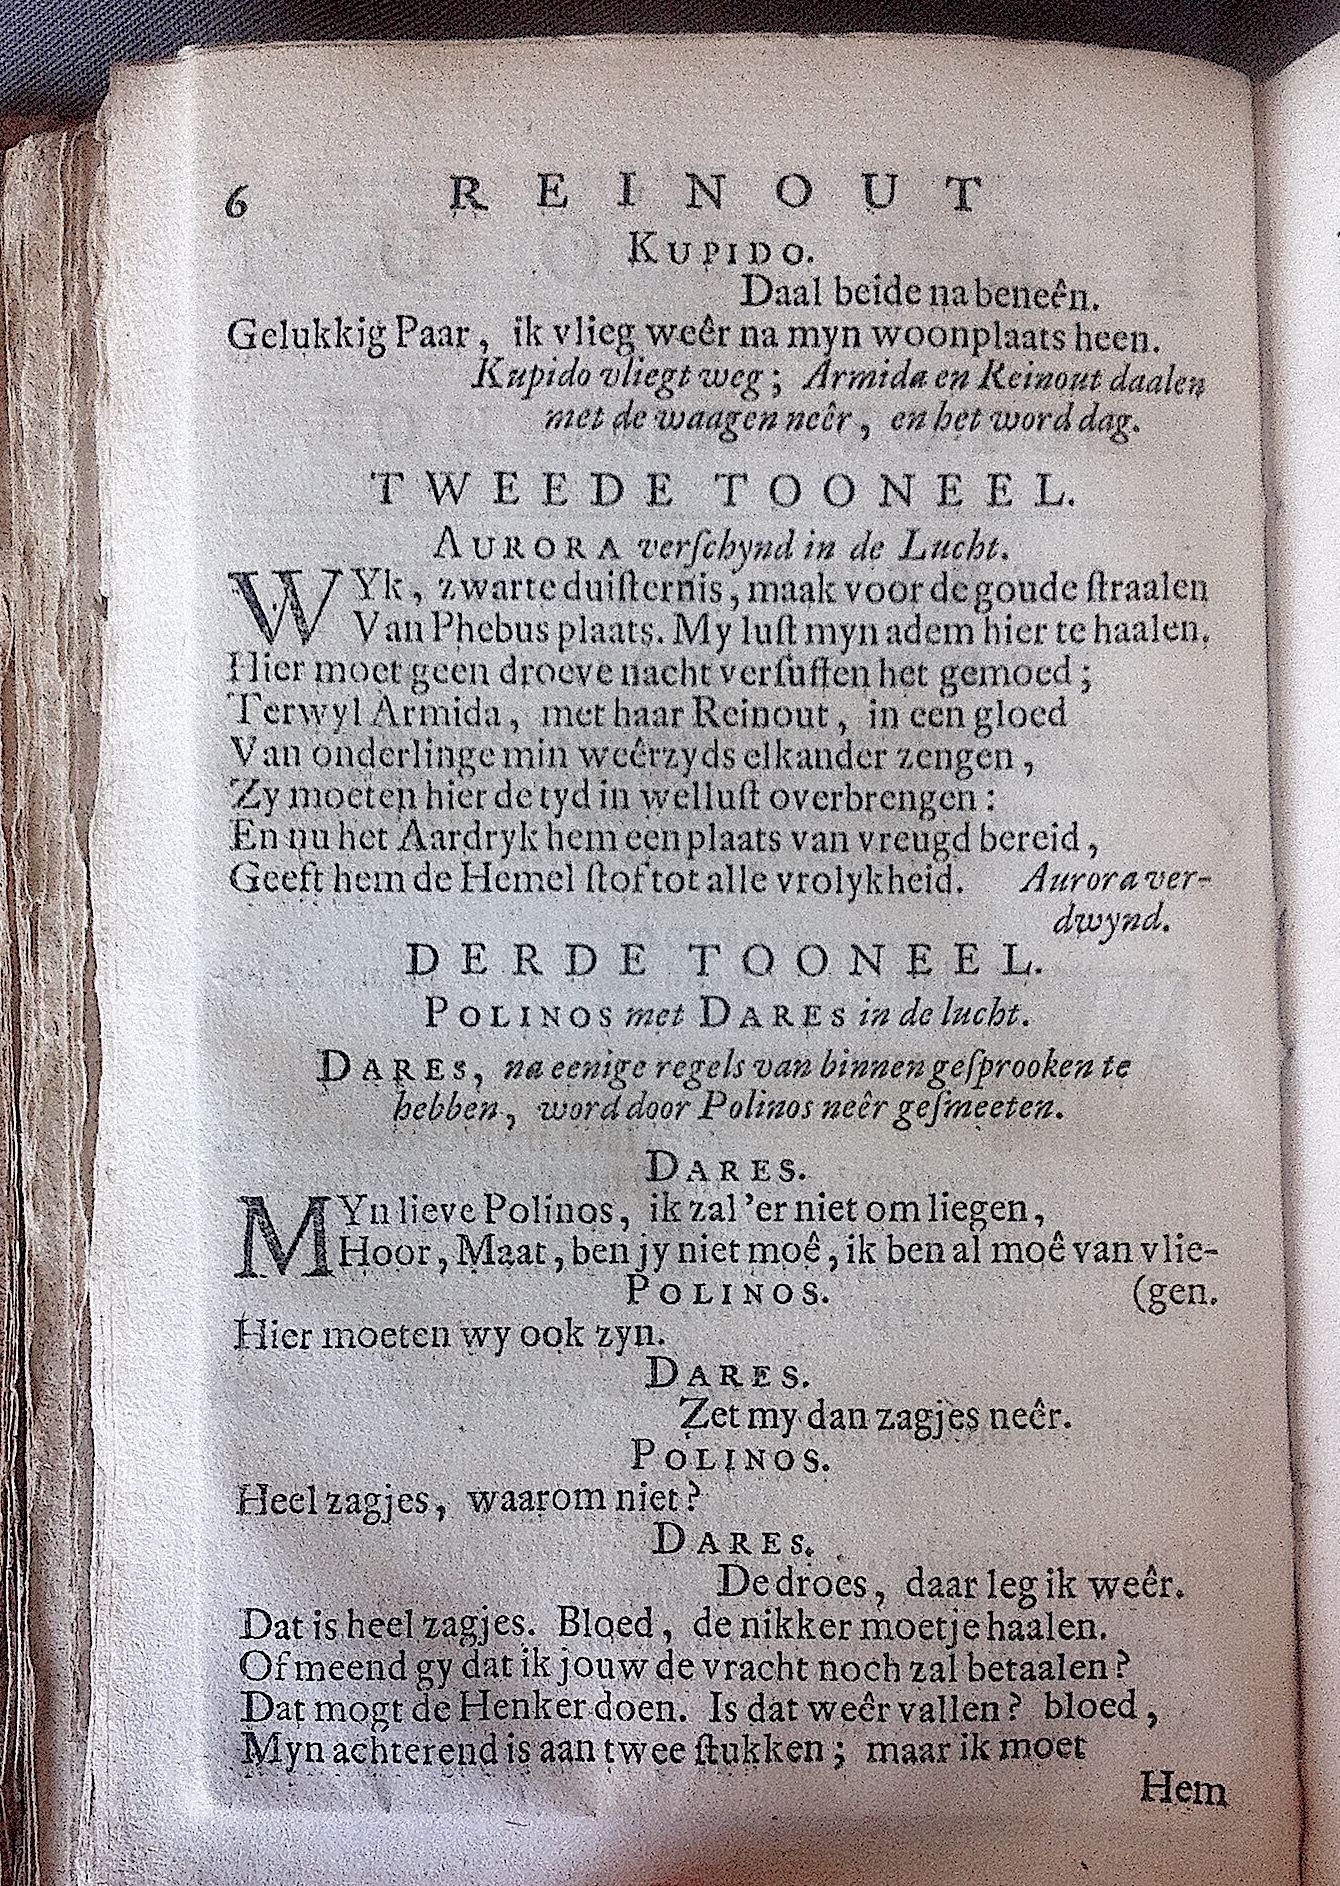 6 REINOUT
KUPIDO.
Daal beide na beneên.
Gelukkig Paar, ik vlieg weêr na myn woonplaats heen.
Kupido vliegt weg; Armida en Reinout daalen
met de waagen neêr, en het word dag.
TWEEDE TOONEEL.
AURORA verſchynd in de Lucht.
WYk, zwarte duiſternis, maak voor de goude ſtraalen
Van Phebus plaats. My luſt myn adem hier te haalen.
Hier moet geen droeve nacht verſuffen het gemoed;
Terwyl Armida, met haar Reinout, in een gloed
Van onderlinge min weêrzyds elkander zengen,
Zy moeten hier de tyd in welluſt overbrengen:
En nu het Aardryk hem een plaats van vreugd bereid,
Geeft hem de Hemel ſtof tot alle vrolykheid. Aurora ver-
dwynd.
DERDE TOONEEL.
POLINOS met DARES in de lucht.
DARES, na eenige regels van binnen geſprooken te
hebben, word door Polinos neêr geſmeeten.
DARES.
MYn lieve Polinos, ik zal 'er niet om liegen,
Hoor, Maat, ben jy niet moê, ik ben al moê van vlie-
POLINOS. (gen.
Hier moeten wy ook zyn.
DARES.
Zet my dan zagjes neêr.
POLINOS.
Heel zagjes, waarom niet?
DARES.
De droes, daar leg ik weêr.
Dat is heel zagjes. Bloed, de nikker moetje haalen.
Of meend gy dat ik jouw de vracht noch zal betaalen?
Dat mogt de Henker doen. Is dat weêr vallen? bloed,
Myn achterend is aan twee ſtukken; maar ik moet
Hem